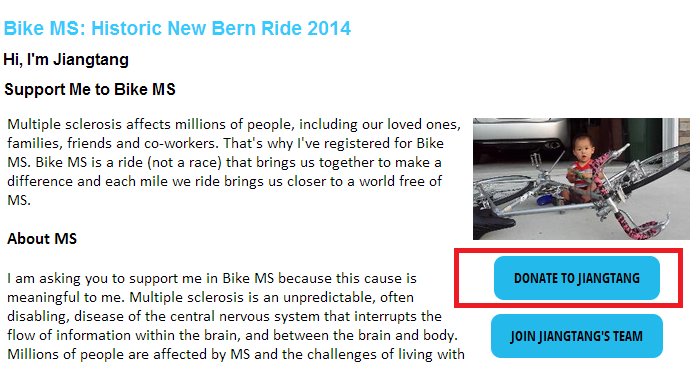 Bike MS: Historic New Bern Ride 2014
Hi, I'm Jiangtang
Support Me to Bike MS
Multiple sclerosis affects millions of people, including our loved ones,
families, friends and co-workers. That's why I've registered for Bike
MS. Bike MS is a ride (not a race) that brings us together to make a
difference and each mile we ride brings us closer to a world free of
MS.
About MS
I am asking you to support me in Bike MS because this cause is
meaningful to me. Multiple sclerosis is an unpredictable, often
disabling, disease of the central nervous system that interrupts the
flow of information within the brain, and between the brain and body.
Millions of people are affected by MS and the challenges of living with
DONATE TO JIANGTANG
JOIN JIANGTANG'S TEAM